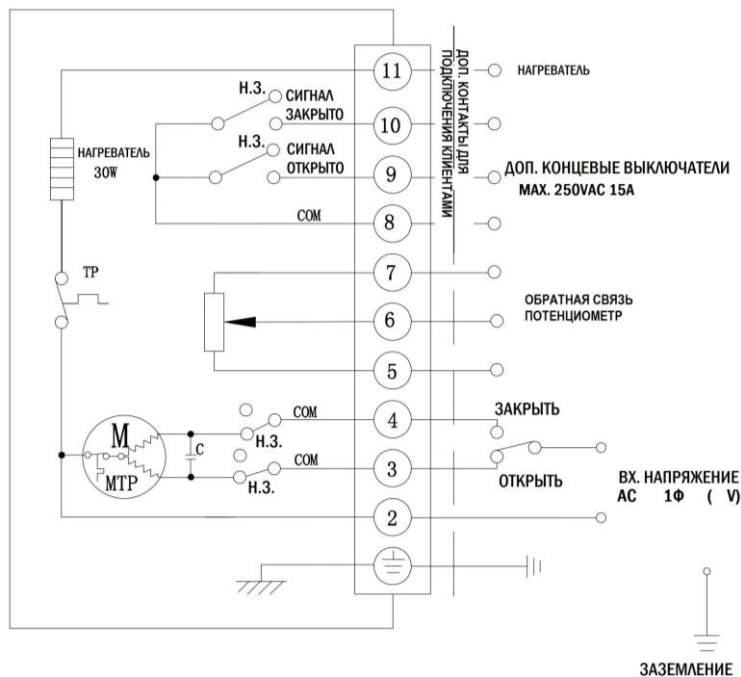 11
ДОП. КОНТАКТЫ ДЛЯ
ПОДКЛЮЧЕНИЯ КЛИЕНТАМИ
НАГРЕВАТЕЛЬ
Н.З.
СИГНАЛ
ЗАКРЫТО
10
Н.З.
СИГНАЛ
ОТКРЫТО
9
НАГРЕВАТЕЛЬ
30W
ДОП. КОНЦЕВЫЕ ВЫКЛЮЧАТЕЛИ
MAX. 250VAC 15A
COM
8
7
TP
6
ОБРАТНАЯ СВЯЗЬ
ПОТЕНЦИОМЕТР
5
COM
4
ЗАКРЫТЬ
M
MTP
C
Н.З.
COM
3
Н.З.
ОТКРЫТЬ
ВХ. НАПРЯЖЕНИЕ
AC 1Ф ( V)
2
ЗАЗЕМЛЕНИЕ